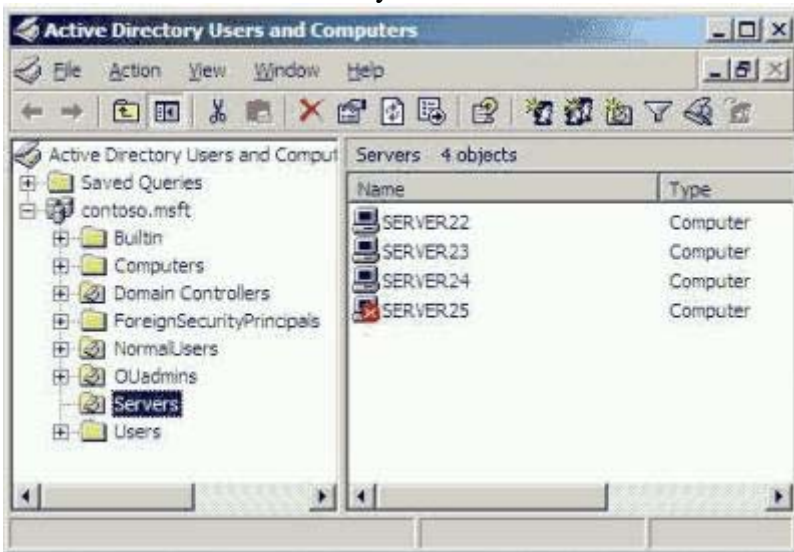 Active Directory Users and Computers
File Action View Window Help
Active Directory Users and Comput
Saved Queries
contoso.msft
Builtin
Computers
Domain Controllers
ForeignSecurityPrincipals
NormalUsers
OUadmins
Servers
Users
Servers 4 objects
Name Type
SERVER22 Computer
SERVER23 Computer
SERVER24 Computer
SERVER25 Computer